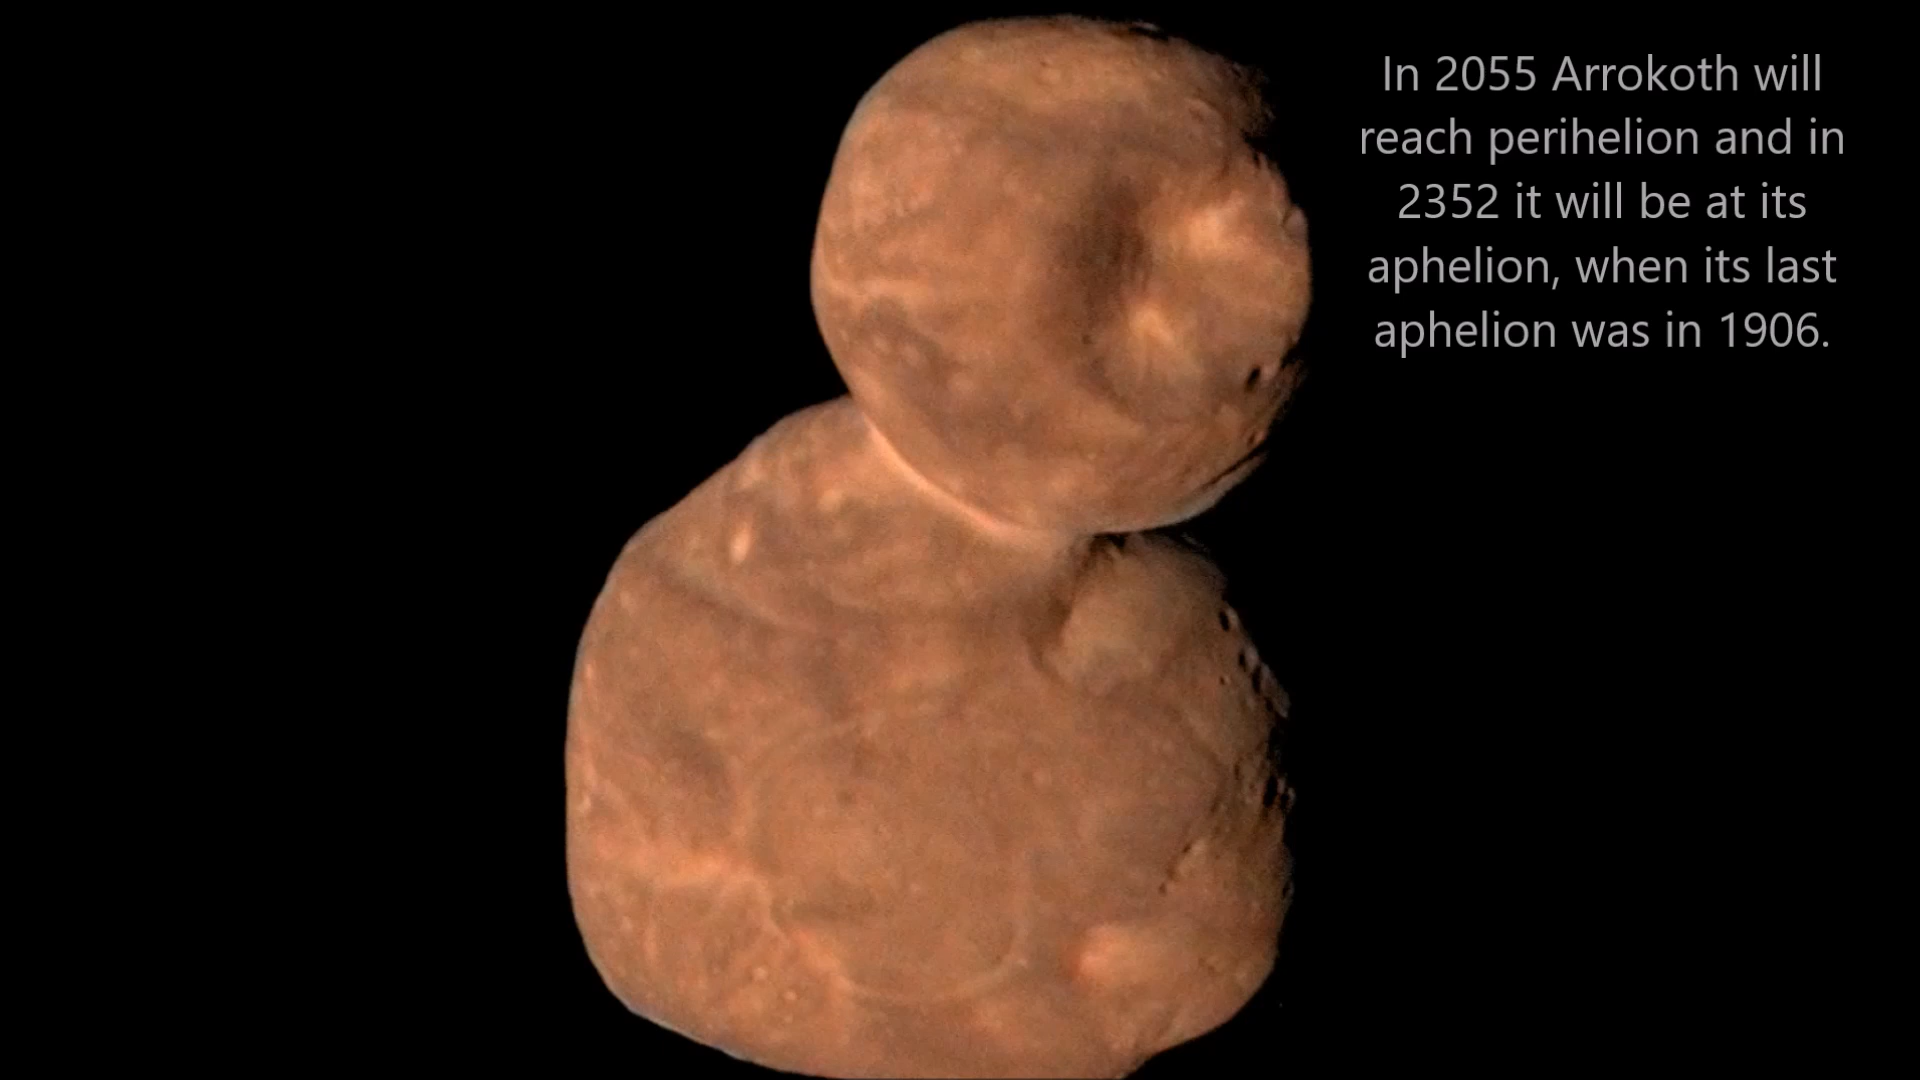 In 2055 Arrokoth will
reach perihelion and in
2352 it will be at its
aphelion, when its last
aphelion was in 1906.